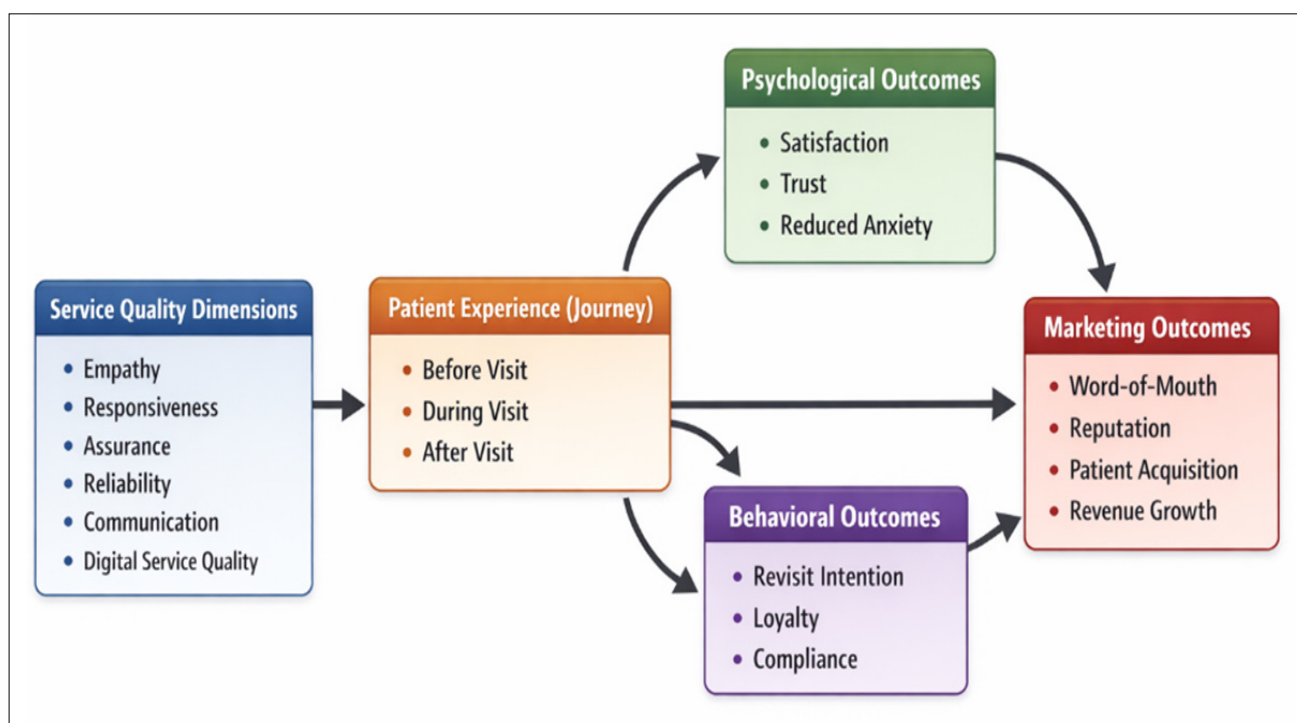 Service Quality Dimensions
• Empathy
• Responsiveness
• Assurance
• Reliability
• Communication
• Digital Service Quality
Patient Experience (Journey)
• Before Visit
• During Visit
• After Visit
Psychological Outcomes
• Satisfaction
• Trust
• Reduced Anxiety
Behavioral Outcomes
• Revisit Intention
• Loyalty
• Compliance
Marketing Outcomes
• Word-of-Mouth
• Reputation
• Patient Acquisition
• Revenue Growth